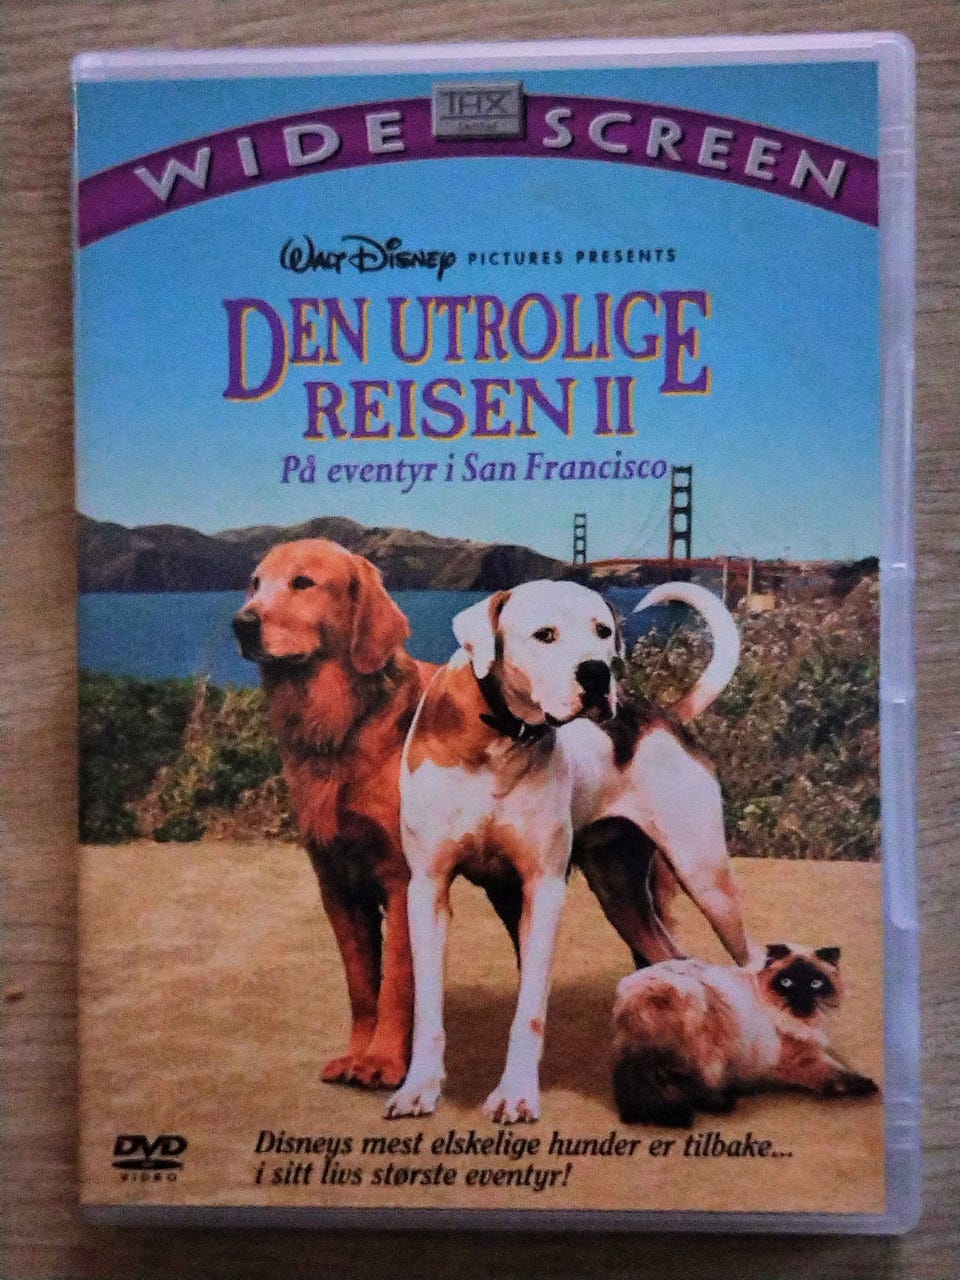 WIDE THX SCREEN
WALT DISNEY PICTURES PRESENTS
DEN UTROLIGE
REISEN II
På eventyr i San Francisco
Disneys mest elskelige hunder er tilbake...
i sitt livs største eventyr!
DVD
VIDEO